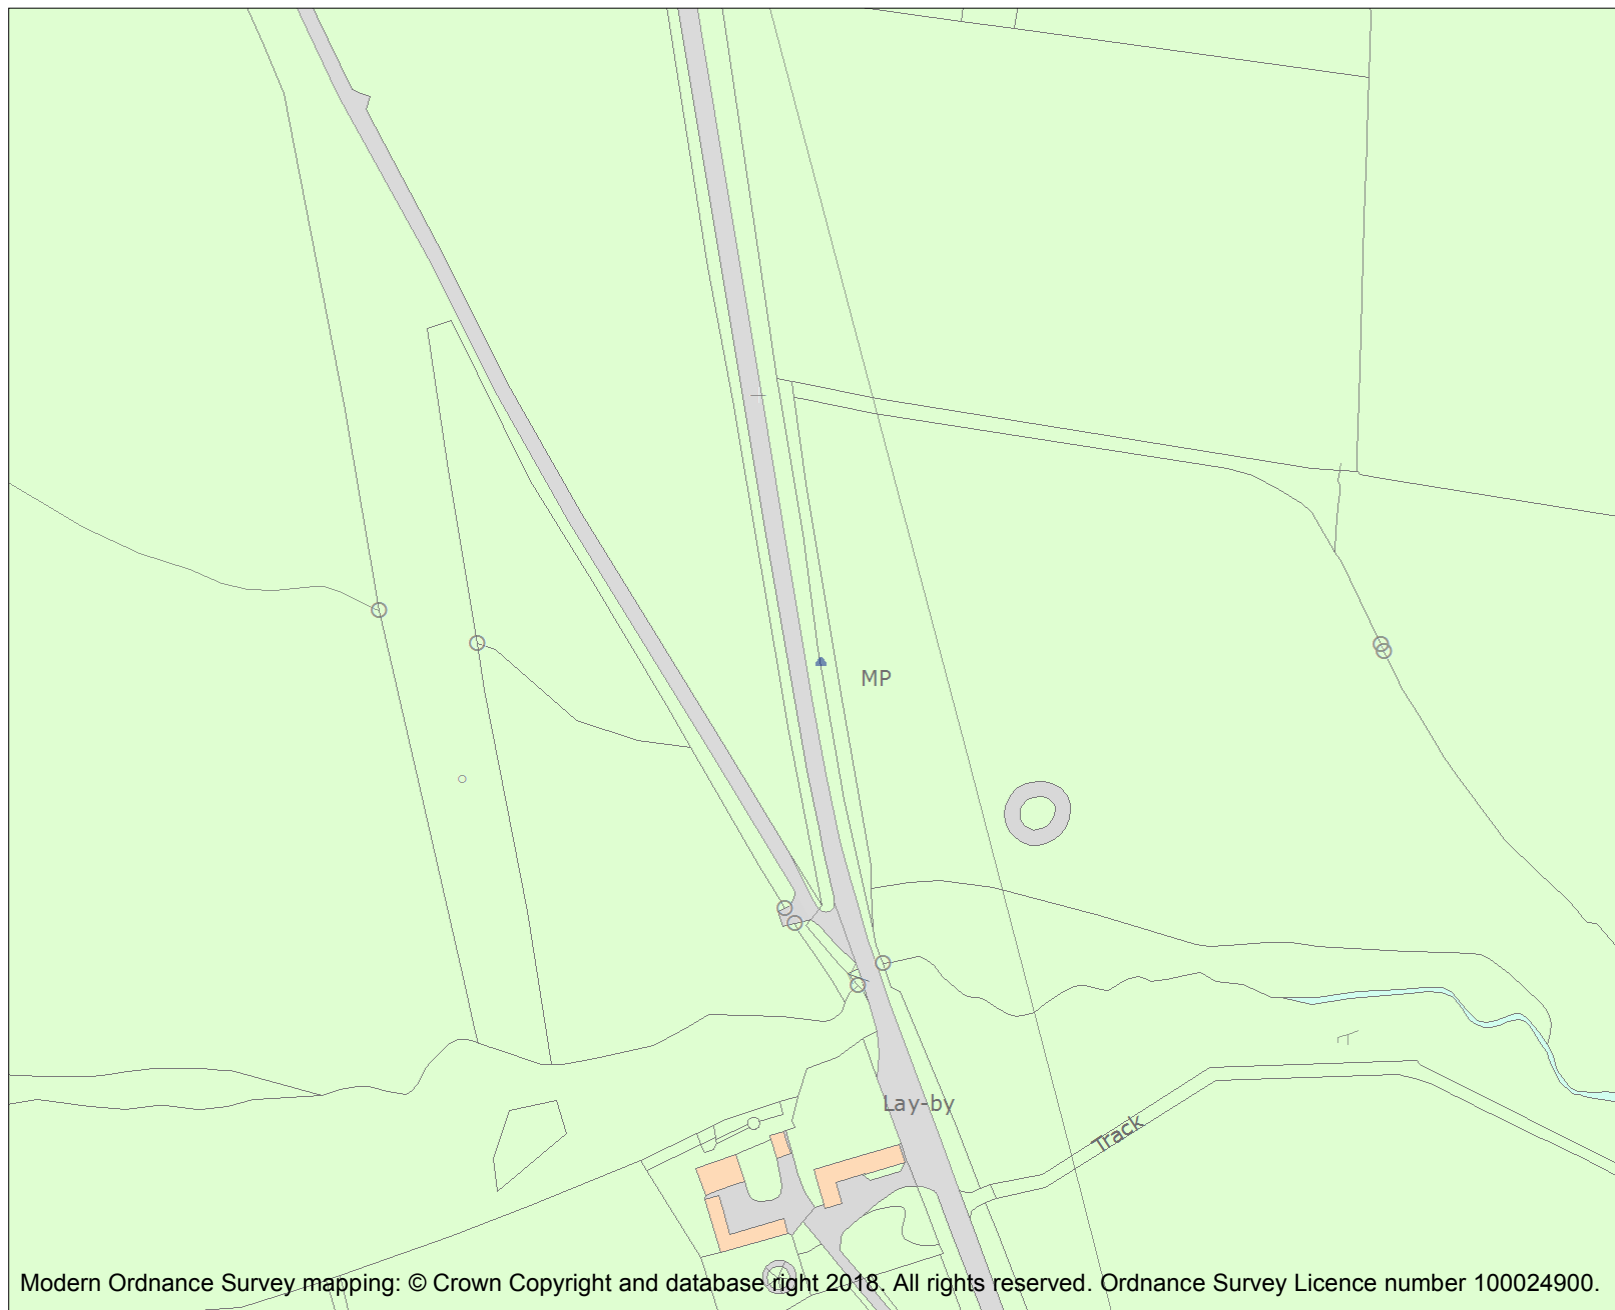 MP
Lay-by
Track
Modern Ordnance Survey mapping: © Crown Copyright and database right 2018. All rights reserved. Ordnance Survey Licence number 100024900.